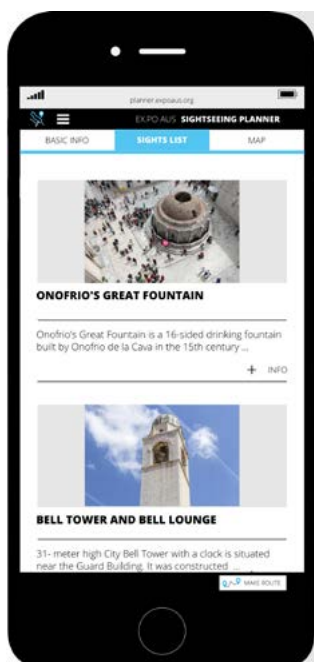 planner.expoaus.org
EXPO AUS SIGHTSEEING PLANNER
BASIC INFO
SIGHTS LIST
MAP
ONOFRIO'S GREAT FOUNTAIN
Onofrio's Great Fountain is a 16-sided drinking fountain
built by Onofrio de la Cava in the 15th century ...
+ INFO
BELL TOWER AND BELL LOUNGE
31- meter high City Bell Tower with a clock is situated
near the Guard Building. It was constructed ...
MAKE ROUTE